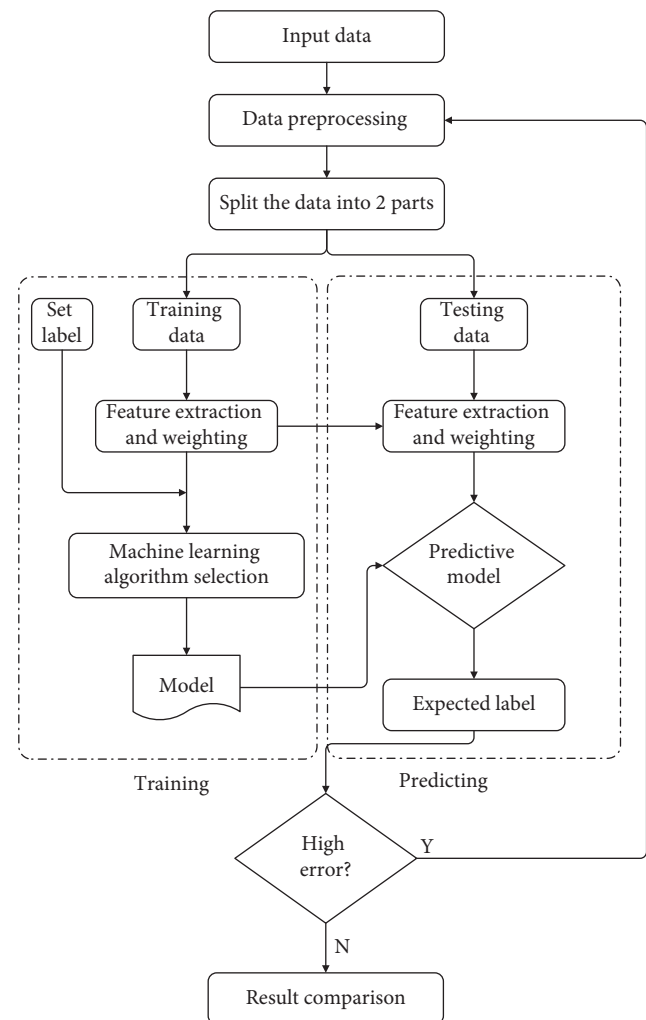 Input data
Data preprocessing
Split the data into 2 parts
Set
label
Training
data
Testing
data
Feature extraction
and weighting
Feature extraction
and weighting
Machine learning
algorithm selection
Predictive
model
Model
Expected label
Training
Predicting
High
error?
Y
N
Result comparison